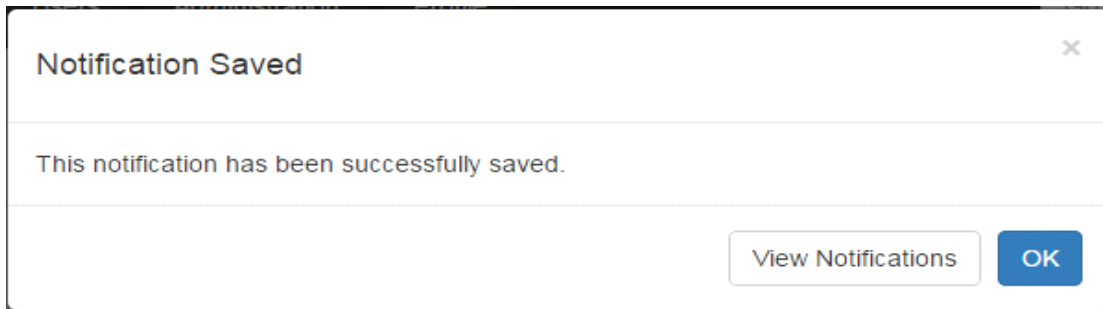 Notification Saved
×
This notification has been successfully saved.
View Notifications
OK